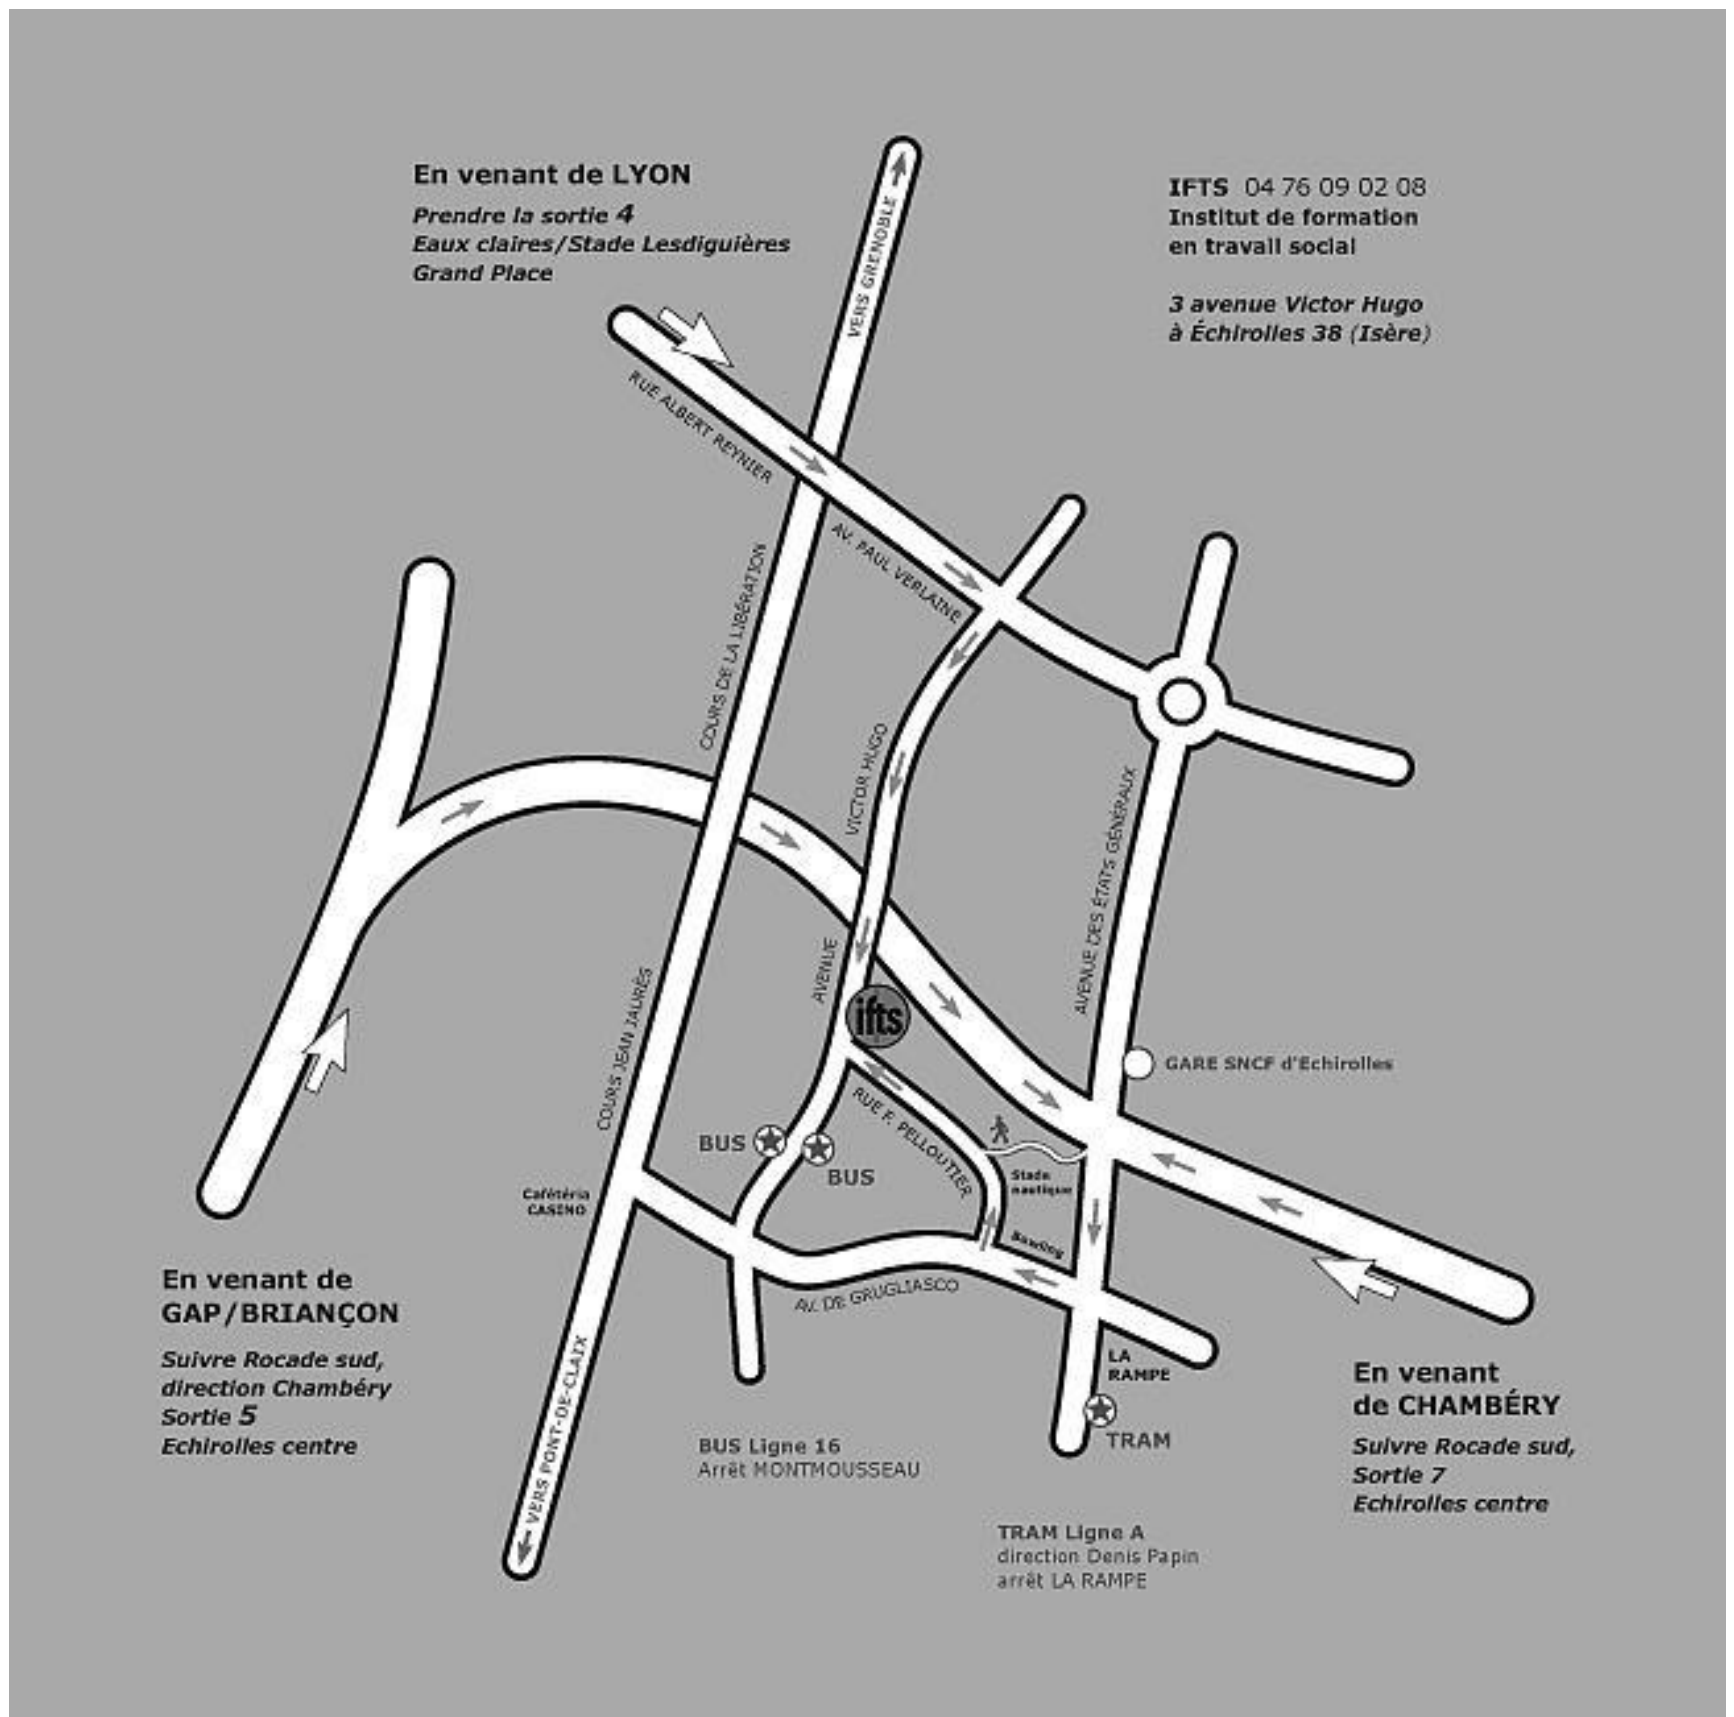 En venant de LYON
Prendre la sortie 4
Eaux claires/Stade Lesdiguières
Grand Place
IFTS 04 76 09 02 08
Institut de formation
en travail social
3 avenue Victor Hugo
à Échirolles 38 (Isère)
VERS GRENOBLE
RUE ALBERT REYNIER
AV. PAUL VERLAINE
COURS DE LA LIBÉRATION
VICTOR HUGO
AVENUE
AVENUE DES ÉTATS GÉNÉRAUX
COURS JEAN JAURÈS
ifts
GARE SNCF d'Echirolles
RUE F. PELLOUTIER
BUS
BUS
Stade
nautique
Cafétéria
CASINO
Bowling
AV. DE GRUGLIASCO
LA
RAMPE
TRAM
VERS PONT-DE-CLAIX
En venant de
GAP/BRIANÇON
Suivre Rocade sud,
direction Chambéry
Sortie 5
Echirolles centre
BUS Ligne 16
Arrêt MONTMOUSSEAU
TRAM Ligne A
direction Denis Papin
arrêt LA RAMPE
En venant
de CHAMBÉRY
Suivre Rocade sud,
Sortie 7
Echirolles centre